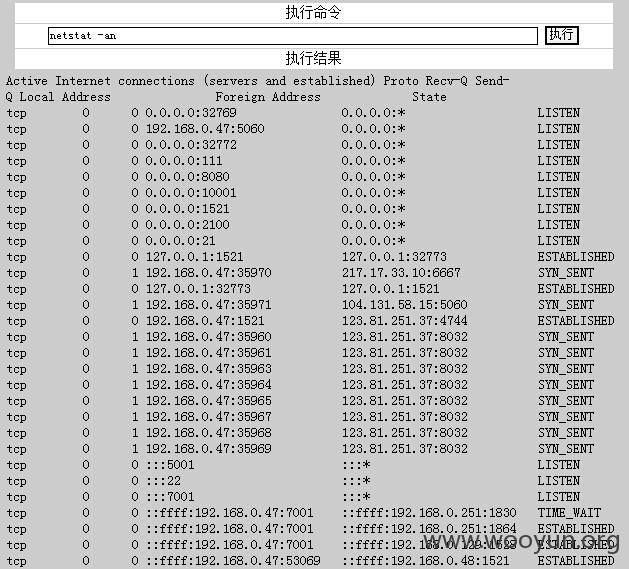 执行命令
netstat -an 执行
执行结果
Active Internet connections (servers and established) Proto Recv-Q Send-
Q Local Address Foreign Address State
tcp 0 0 0.0.0.0:32769 0.0.0.0:* LISTEN
tcp 0 0 192.168.0.47:5060 0.0.0.0:* LISTEN
tcp 0 0 0.0.0.0:32772 0.0.0.0:* LISTEN
tcp 0 0 0.0.0.0:111 0.0.0.0:* LISTEN
tcp 0 0 0.0.0.0:8080 0.0.0.0:* LISTEN
tcp 0 0 0.0.0.0:10001 0.0.0.0:* LISTEN
tcp 0 0 0.0.0.0:1521 0.0.0.0:* LISTEN
tcp 0 0 0.0.0.0:2100 0.0.0.0:* LISTEN
tcp 0 0 0.0.0.0:21 0.0.0.0:* LISTEN
tcp 0 0 127.0.0.1:1521 127.0.0.1:32773 ESTABLISHED
tcp 0 1 192.168.0.47:35970 217.17.33.10:6667 SYN_SENT
tcp 0 0 127.0.0.1:32773 127.0.0.1:1521 ESTABLISHED
tcp 0 1 192.168.0.47:35971 104.131.58.15:5060 SYN_SENT
tcp 0 0 192.168.0.47:1521 123.81.251.37:4744 ESTABLISHED
tcp 0 1 192.168.0.47:35960 123.81.251.37:8032 SYN_SENT
tcp 0 1 192.168.0.47:35961 123.81.251.37:8032 SYN_SENT
tcp 0 1 192.168.0.47:35963 123.81.251.37:8032 SYN_SENT
tcp 0 1 192.168.0.47:35964 123.81.251.37:8032 SYN_SENT
tcp 0 1 192.168.0.47:35965 123.81.251.37:8032 SYN_SENT
tcp 0 1 192.168.0.47:35967 123.81.251.37:8032 SYN_SENT
tcp 0 1 192.168.0.47:35968 123.81.251.37:8032 SYN_SENT
tcp 0 1 192.168.0.47:35969 123.81.251.37:8032 SYN_SENT
tcp 0 0 :::5001 :::* LISTEN
tcp 0 0 :::22 :::* LISTEN
tcp 0 0 :::7001 :::* LISTEN
tcp 0 0 ::ffff:192.168.0.47:7001 ::ffff:192.168.0.251:1830 TIME_WAIT
tcp 0 0 ::ffff:192.168.0.47:7001 ::ffff:192.168.0.251:1864 ESTABLISHED
tcp 0 0 ::ffff:192.168.0.47:7001 ESTABLISHED
tcp 0 0 ::ffff:192.168.0.47:53069 ::ffff:192.168.0.48:1521 ESTABLISHED
www.wooyun.org